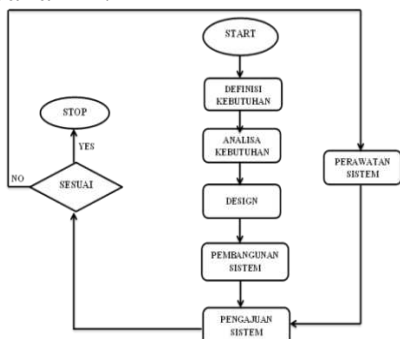 START
DEFINISI
KEBUTUHAN
ANALISA
KEBUTUHAN
DESIGN
PEMBANGUNAN
SISTEM
PENGAJUAN
SISTEM
PERAWATAN
SISTEM
SESUAI
YES
NO
STOP